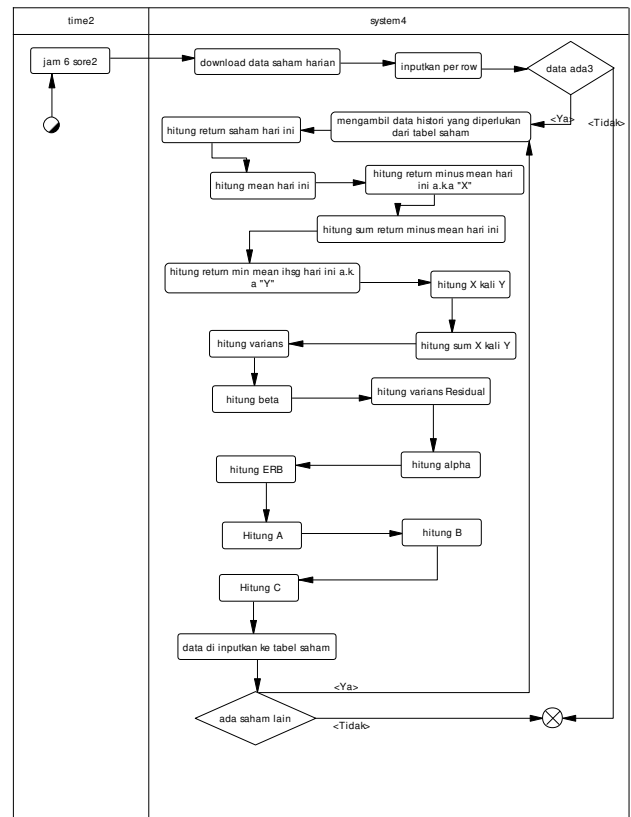 time2
system4
jam 6 sore2
download data saham harian
inputkan per row
data ada3
<Ya>
<Tidak>
mengambil data histori yang diperlukan
dari tabel saham
hitung return saham hari ini
hitung mean hari ini
hitung return minus mean hari
ini a.k.a "X"
hitung sum return minus mean hari ini
hitung return min mean ihsg hari ini a.k.
a "Y"
hitung X kali Y
hitung sum X kali Y
hitung varians
hitung beta
hitung varians Residual
hitung alpha
hitung ERB
Hitung A
hitung B
Hitung C
data di inputkan ke tabel saham
<Ya>
ada saham lain
<Tidak>